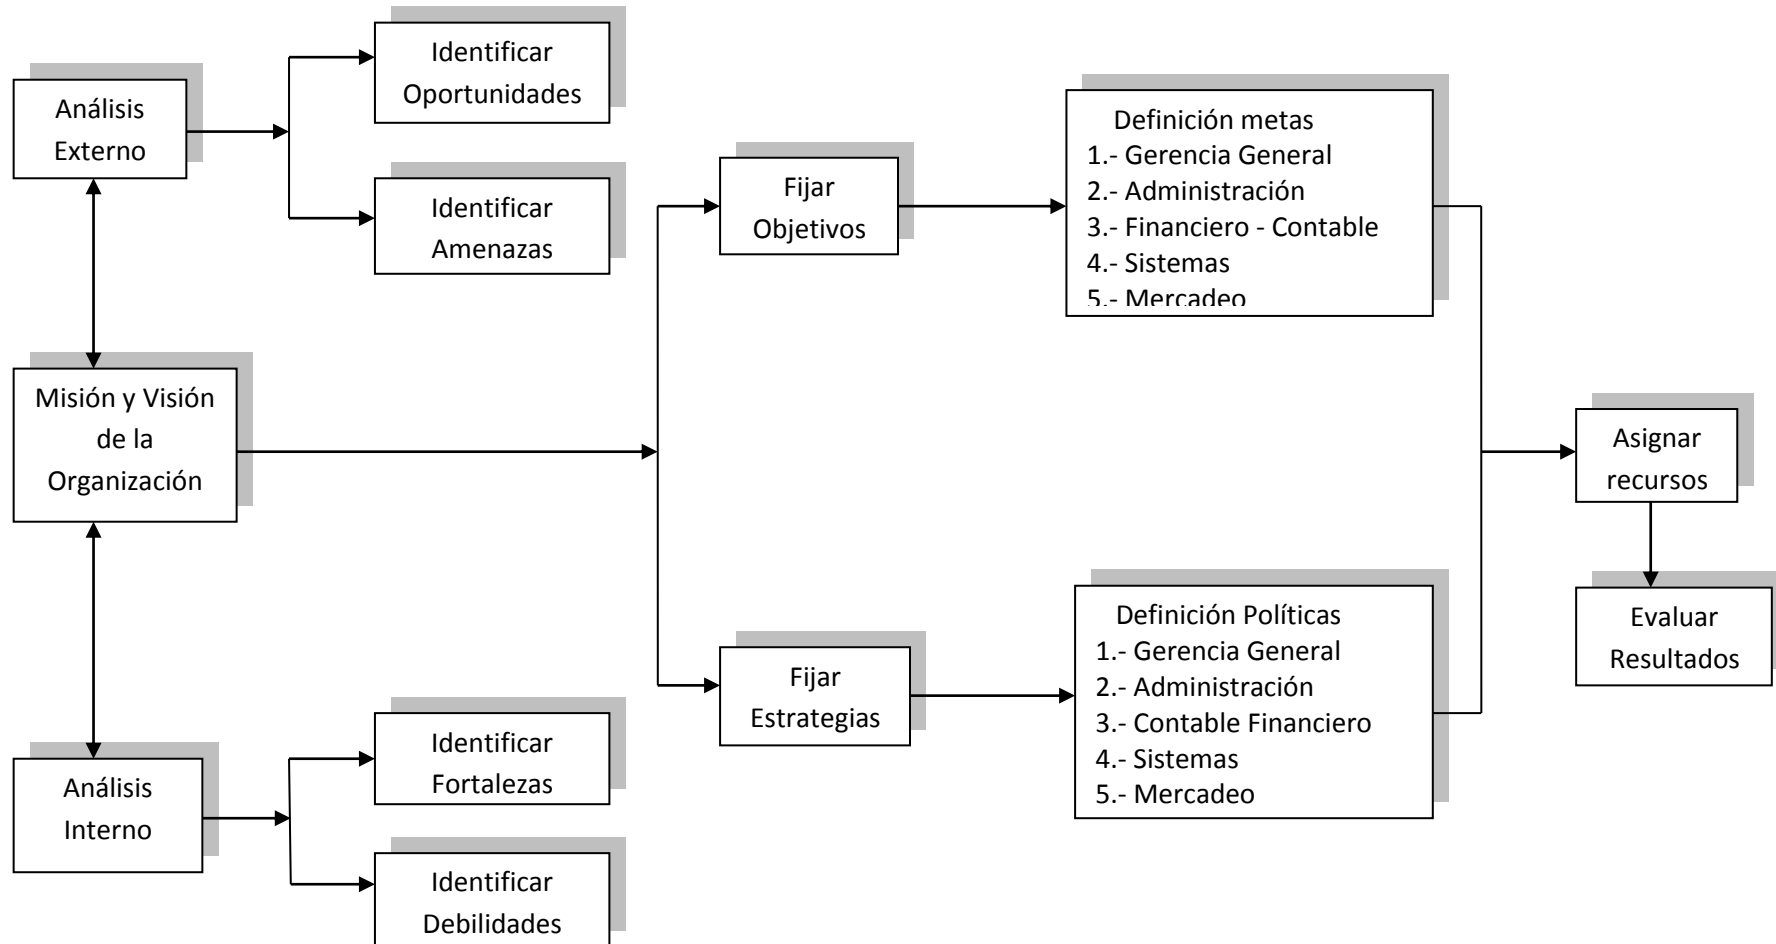 Identificar
Oportunidades
Análisis
Externo
Identificar
Amenazas
Misión y Visión
de la
Organización
Análisis
Interno
Identificar
Fortalezas
Identificar
Debilidades
Fijar
Objetivos
Definición metas
1.- Gerencia General
2.- Administración
3.- Financiero - Contable
4.- Sistemas
5.- Mercadeo
Fijar
Estrategias
Definición Políticas
1.- Gerencia General
2.- Administración
3.- Contable Financiero
4.- Sistemas
5.- Mercadeo
Asignar
recursos
Evaluar
Resultados